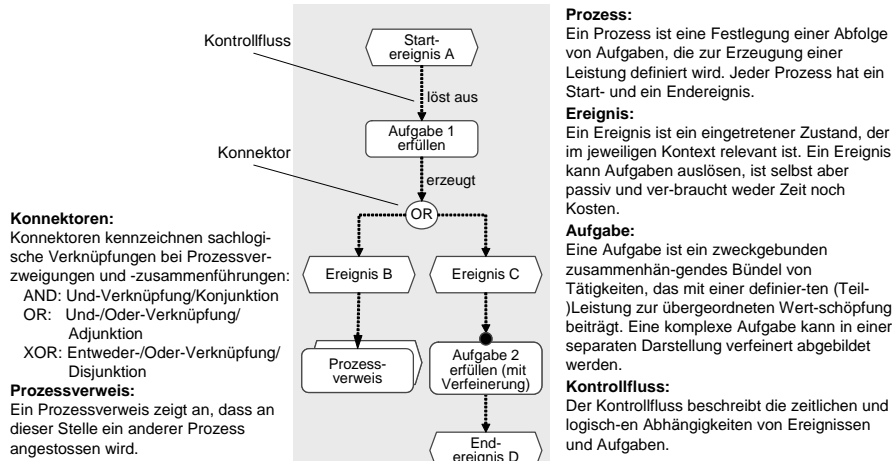 Kontrollfluss
Konnektor
Start-
ereignis A
löst aus
Aufgabe 1
erfüllen
erzeugt
OR
Ereignis B
Ereignis C
Prozess-
verweis
Aufgabe 2
erfüllen (mit
Verfeinerung)
End-
ereignis D
Konnektoren:
Konnektoren kennzeichnen sachlogi-
sche Verknüpfungen bei Prozessver-
zweigungen und -zusammenführungen:
AND: Und-Verknüpfung/Konjunktion
OR: Und-/Oder-Verknüpfung/
Adjunktion
XOR: Entweder-/Oder-Verknüpfung/
Disjunktion
Prozessverweis:
Ein Prozessverweis zeigt an, dass an
dieser Stelle ein anderer Prozess
angestossen wird.
Prozess:
Ein Prozess ist eine Festlegung einer Abfolge
von Aufgaben, die zur Erzeugung einer
Leistung definiert wird. Jeder Prozess hat ein
Start- und ein Endereignis.
Ereignis:
Ein Ereignis ist ein eingetretener Zustand, der
im jeweiligen Kontext relevant ist. Ein Ereignis
kann Aufgaben auslösen, ist selbst aber
passiv und ver-braucht weder Zeit noch
Kosten.
Aufgabe:
Eine Aufgabe ist ein zweckgebunden
zusammenhän-gendes Bündel von
Tätigkeiten, das mit einer definier-ten (Teil-
)Leistung zur übergeordneten Wert-schöpfung
beiträgt. Eine komplexe Aufgabe kann in einer
separaten Darstellung verfeinert abgebildet
werden.
Kontrollfluss:
Der Kontrollfluss beschreibt die zeitlichen und
logisch-en Abhängigkeiten von Ereignissen
und Aufgaben.